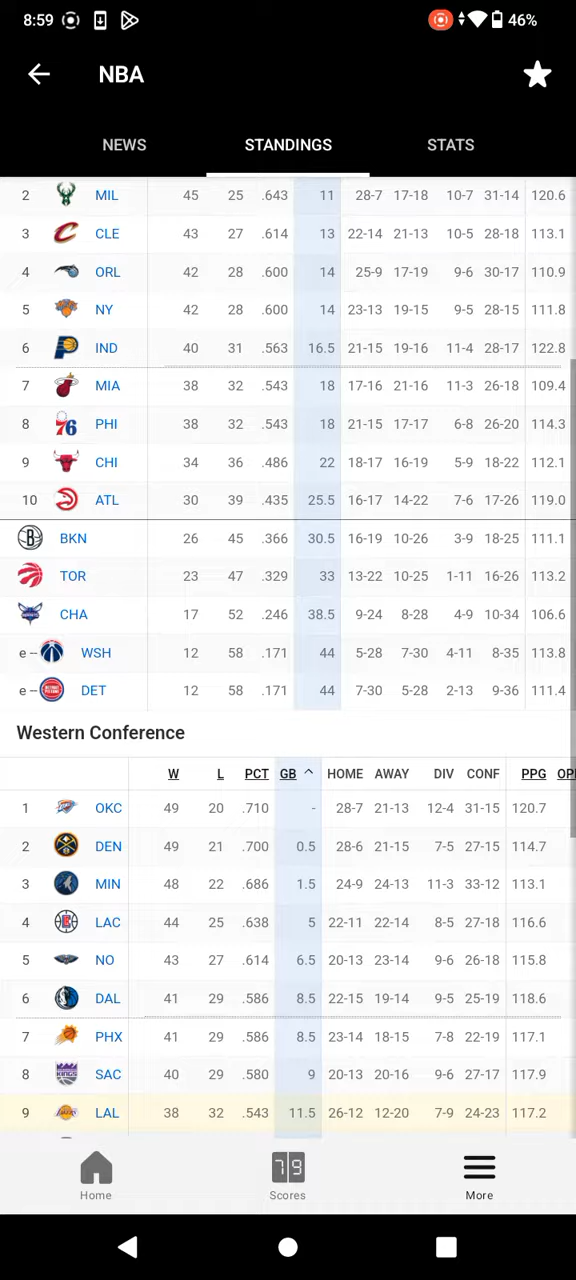 8:59 46%
NBA
NEWS STANDINGS STATS
2 MIL 45 25 .643 11 28-7 17-18 10-7 31-14 120.6
3 CLE 43 27 .614 13 22-14 21-13 10-5 28-18 113.1
4 ORL 42 28 .600 14 25-9 17-19 9-6 30-17 110.9
5 NY 42 28 .600 14 23-13 19-15 9-5 28-15 111.8
6 IND 40 31 .563 16.5 21-15 19-16 11-4 28-17 122.8
7 MIA 38 32 .543 18 17-16 21-16 11-3 26-18 109.4
8 PHI 38 32 .543 18 21-15 17-17 6-8 26-20 114.3
9 CHI 34 36 .486 22 18-17 16-19 5-9 18-22 112.1
10 ATL 30 39 .435 25.5 16-17 14-22 7-6 17-26 119.0
BKN 26 45 .366 30.5 16-19 10-26 3-9 18-25 111.1
TOR 23 47 .329 33 13-22 10-25 1-11 16-26 113.2
CHA 17 52 .246 38.5 9-24 8-28 4-9 10-34 106.6
e -- WSH 12 58 .171 44 5-28 7-30 4-11 8-35 113.8
e -- DET 12 58 .171 44 7-30 5-28 2-13 9-36 111.4
Western Conference
W L PCT GB HOME AWAY DIV CONF PPG OP
1 OKC 49 20 .710 - 28-7 21-13 12-4 31-15 120.7
2 DEN 49 21 .700 0.5 28-6 21-15 7-5 27-15 114.7
3 MIN 48 22 .686 1.5 24-9 24-13 11-3 33-12 113.1
4 LAC 44 25 .638 5 22-11 22-14 8-5 27-18 116.6
5 NO 43 27 .614 6.5 20-13 23-14 9-6 26-18 115.8
6 DAL 41 29 .586 8.5 22-15 19-14 9-5 25-19 118.6
7 PHX 41 29 .586 8.5 23-14 18-15 7-8 22-19 117.1
8 SAC 40 29 .580 9 20-13 20-16 9-6 27-17 117.9
9 LAL 38 32 .543 11.5 26-12 12-20 7-9 24-23 117.2
Home Scores More